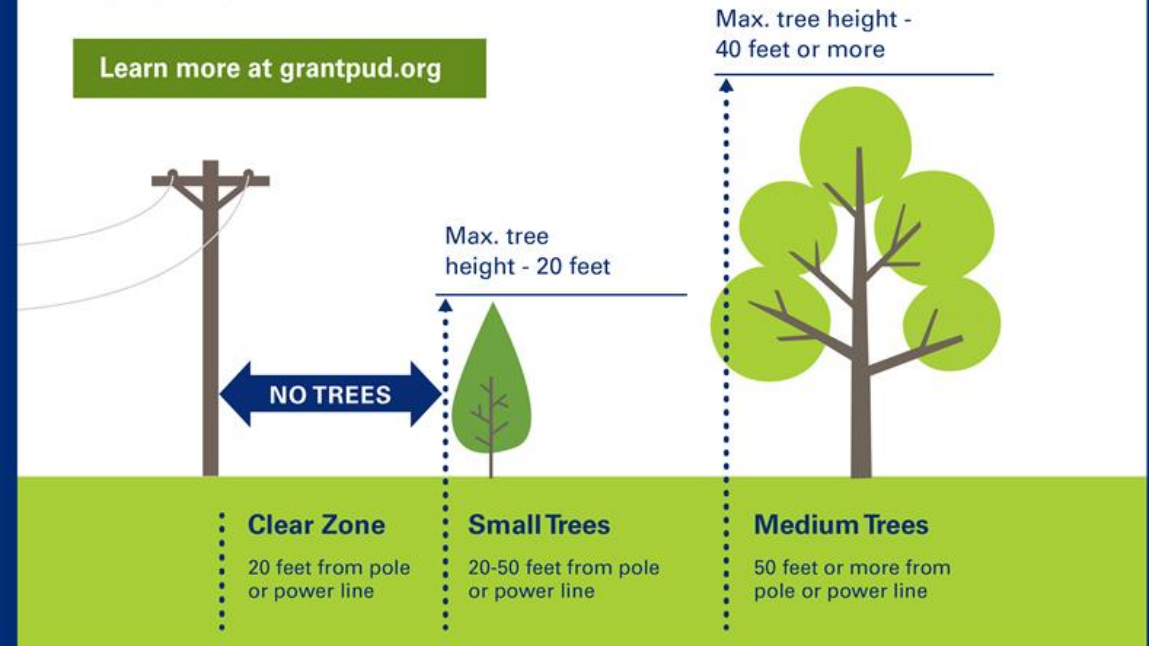 Max. tree height -
40 feet or more
Learn more at grantpud.org
Max. tree
height - 20 feet
NO TREES
Clear Zone
20 feet from pole
or power line
Small Trees
20-50 feet from pole
or power line
Medium Trees
50 feet or more from
pole or power line